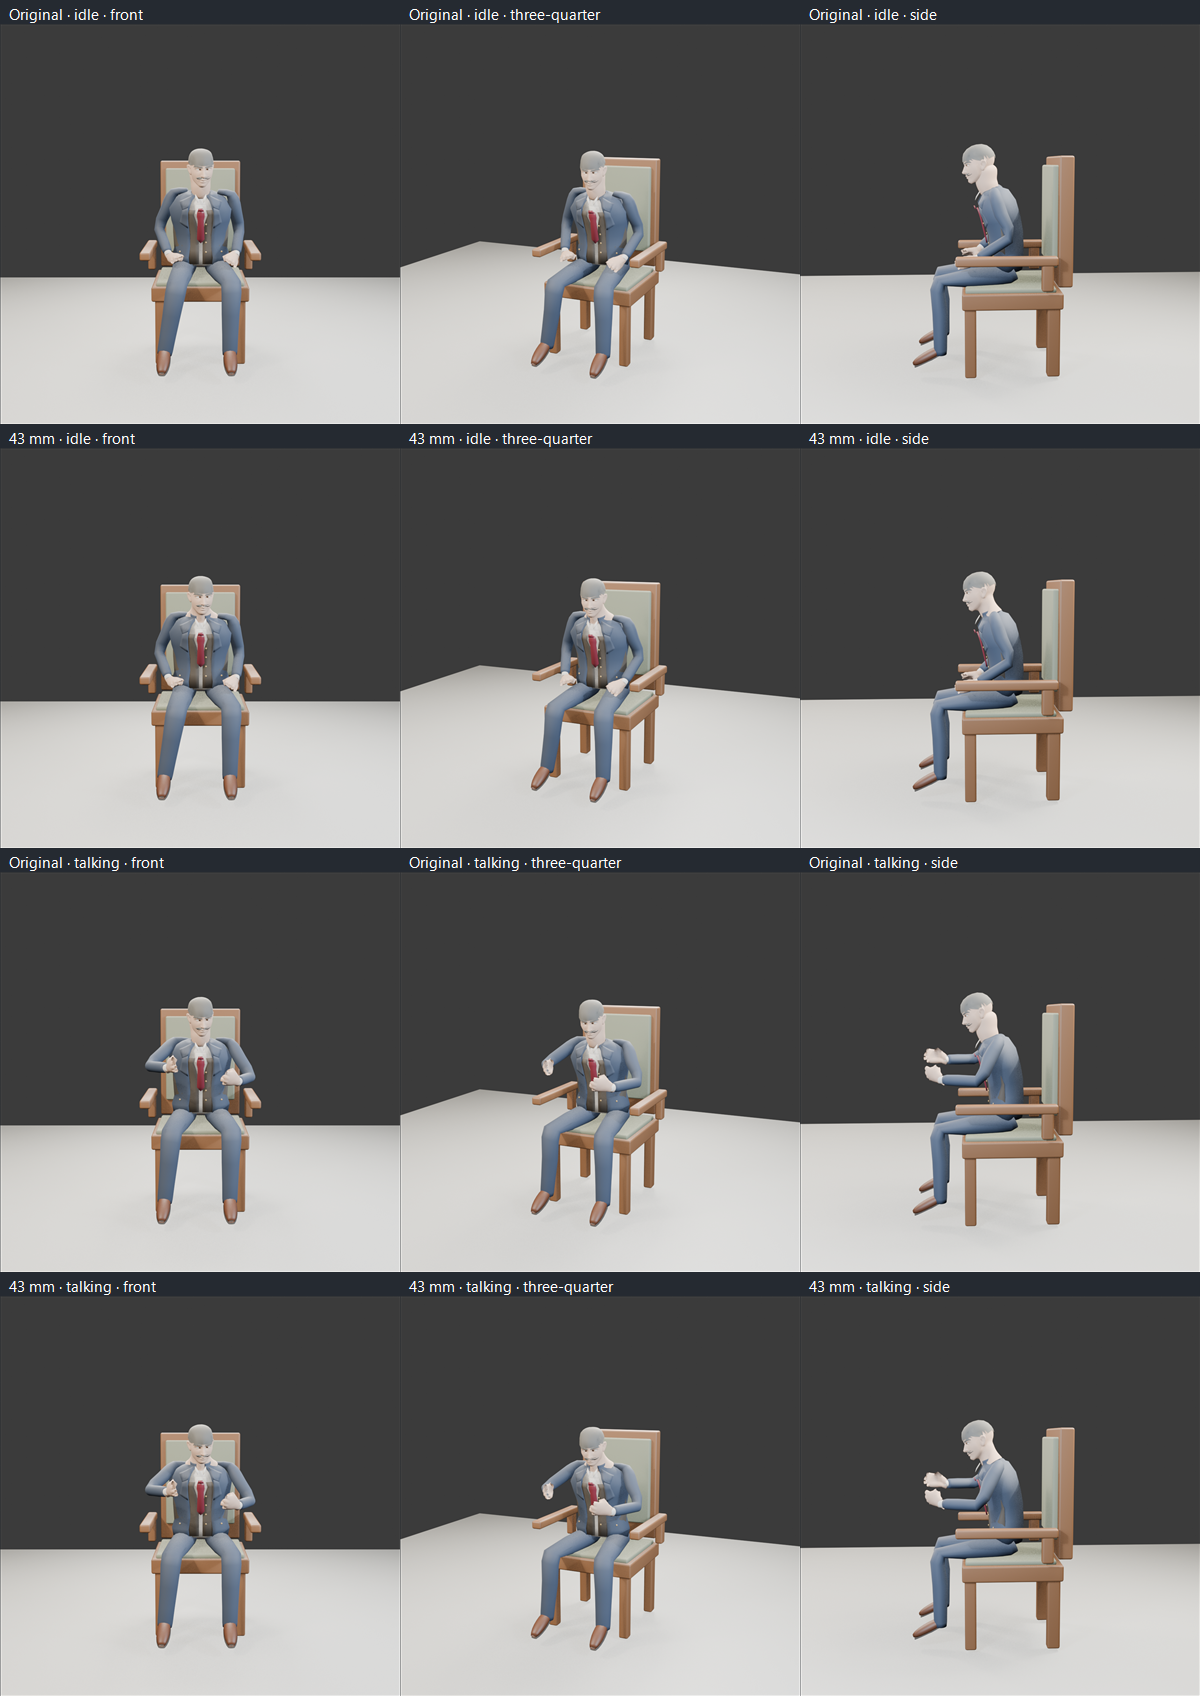 Original · idle · front
Original · idle · three-quarter
Original · idle · side
43 mm · idle · front
43 mm · idle · three-quarter
43 mm · idle · side
Original · talking · front
Original · talking · three-quarter
Original · talking · side
43 mm · talking · front
43 mm · talking · three-quarter
43 mm · talking · side